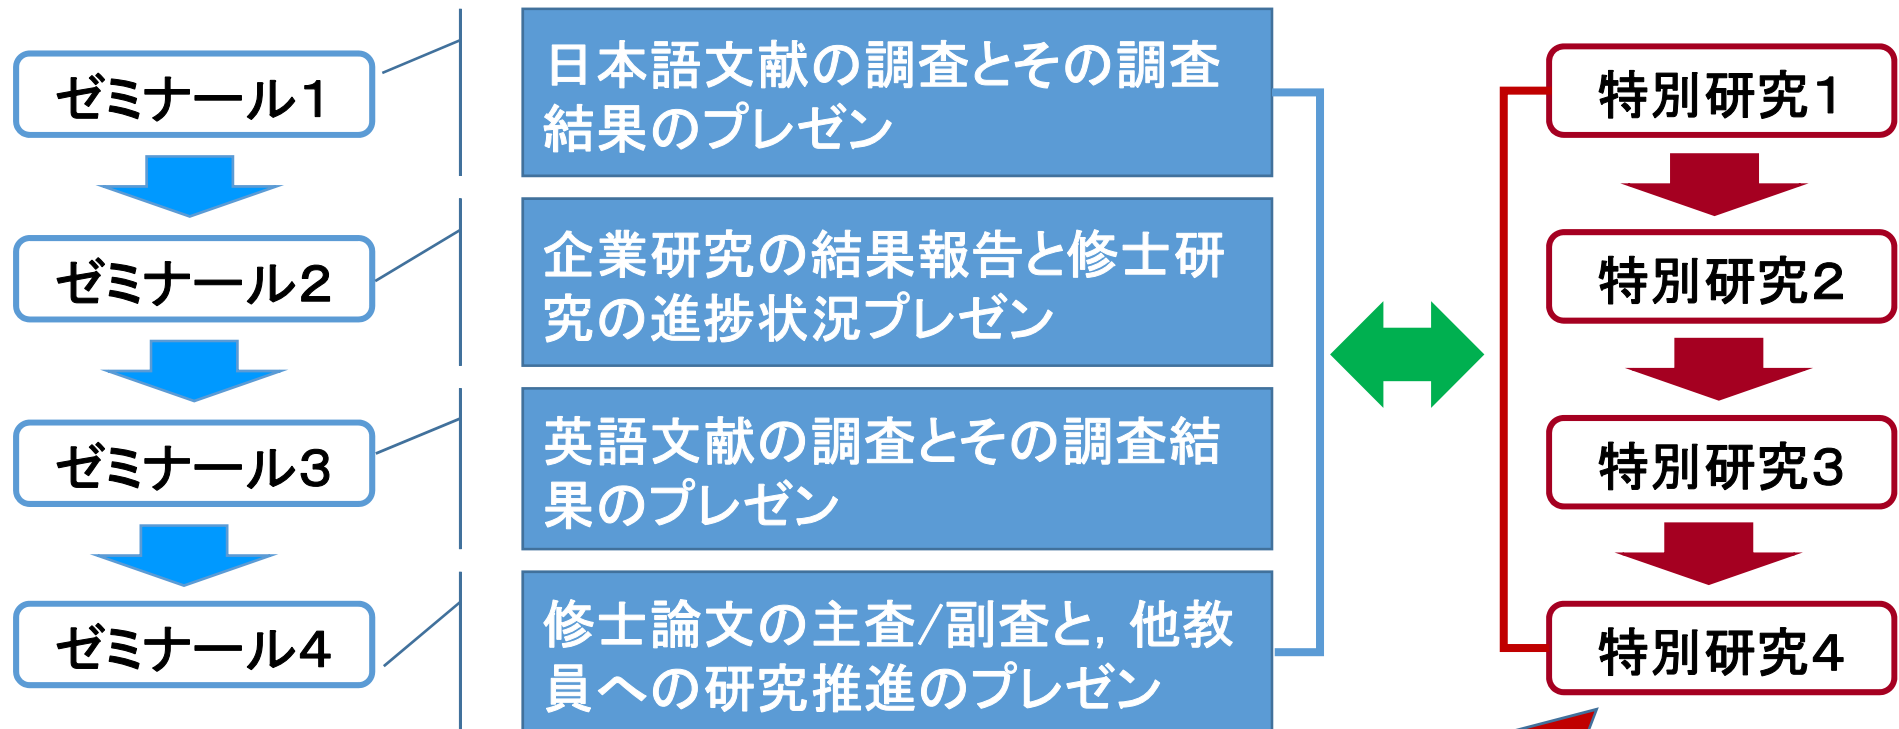 ゼミナール1
日本語文献の調査とその調査
結果のプレゼン
特別研究1
ゼミナール2
企業研究の結果報告と修士研
究の進捗状況プレゼン
特別研究2
ゼミナール3
英語文献の調査とその調査結
果のプレゼン
特別研究3
ゼミナール4
修士論文の主査/副査と,他教
員への研究推進のプレゼン
特別研究4